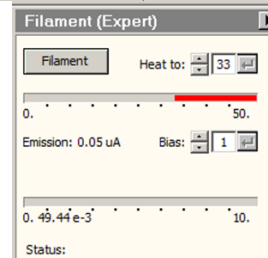 Filament (Expert)
Filament Heat to: 33
0. 50.
Emission: 0.05 uA Bias: 1
0. 49.44 e-3 10.
Status: